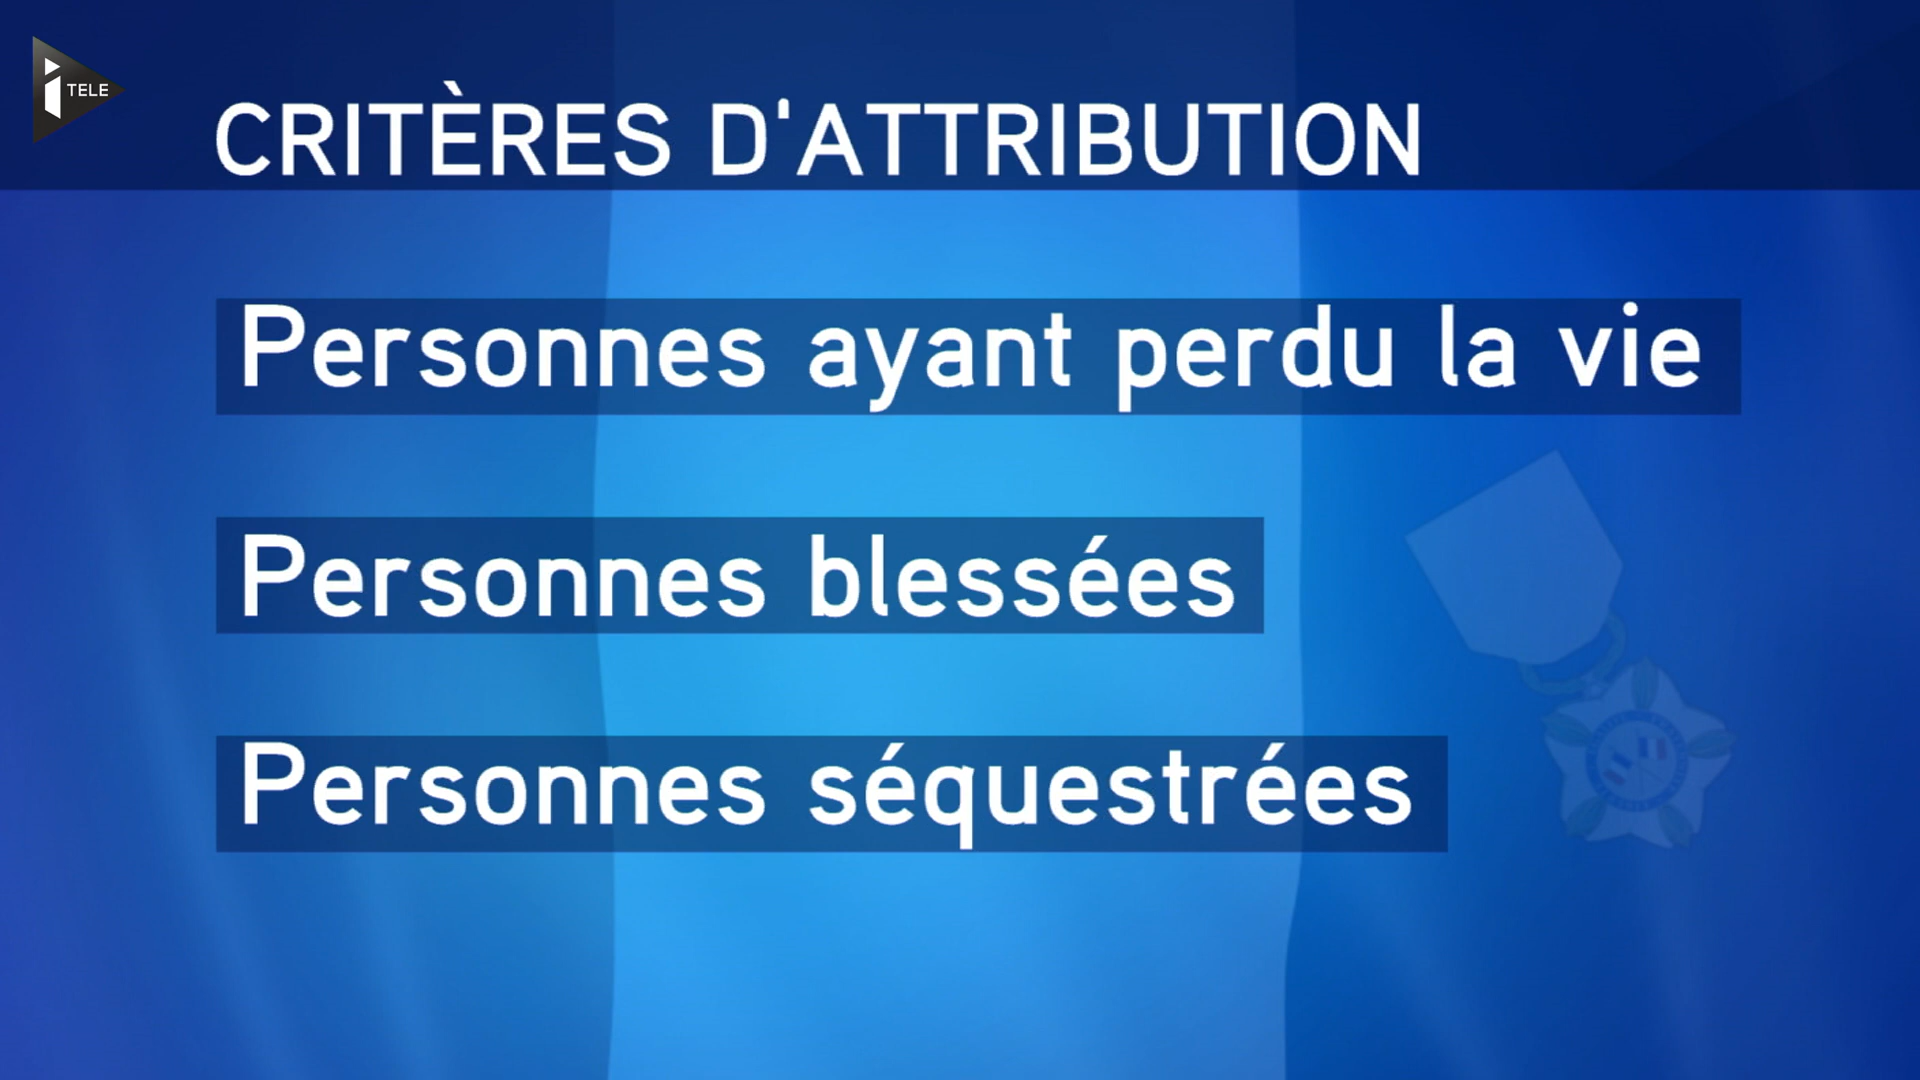 i TELE
CRITÈRES D'ATTRIBUTION
Personnes ayant perdu la vie
Personnes blessées
Personnes séquestrées